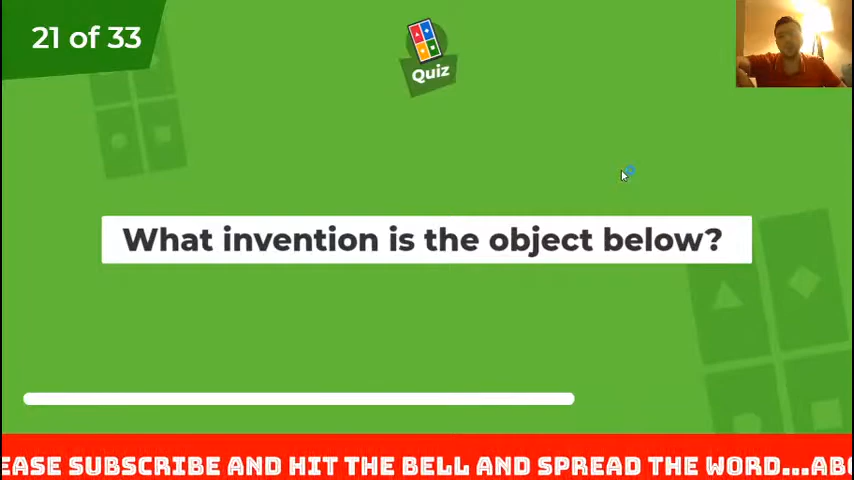 21 of 33
Quiz
What invention is the object below?
EASE SUBSCRIBE AND HIT THE BELL AND SPREAD THE WORD...ABO